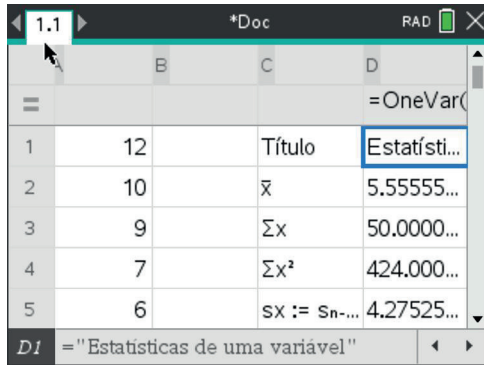 1.1 *Doc RAD
A B C D
= =OneVar(
1 12 Título Estatísti...
2 10 x̄ 5.55555...
3 9 Σx 50.0000...
4 7 Σx² 424.000...
5 6 sx := sn-... 4.27525...
D1 ="Estatísticas de uma variável"